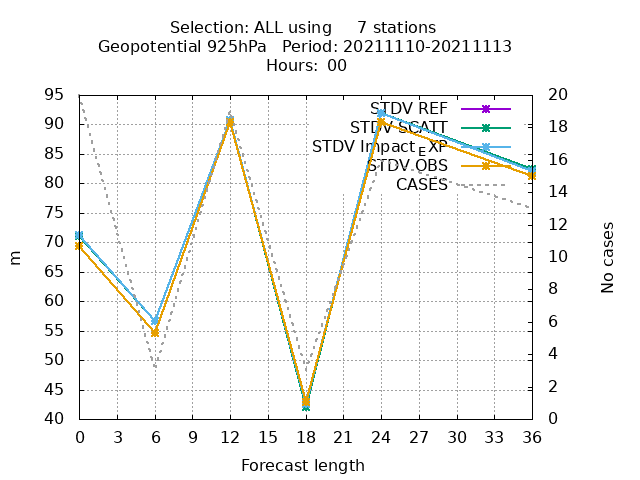 Selection: ALL using     7 stations
Geopotential 925hPa   Period: 20211110-20211113
Hours:  00
STDV REF
STDV SCATT
STDV Impact_EXP
STDV OBS
CASES
95
90
85
80
75
70
65
60
55
50
45
40
m
20
18
16
14
12
10
8
6
4
2
0
No cases
0 3 6 9 12 15 18 21 24 27 30 33 36
Forecast length